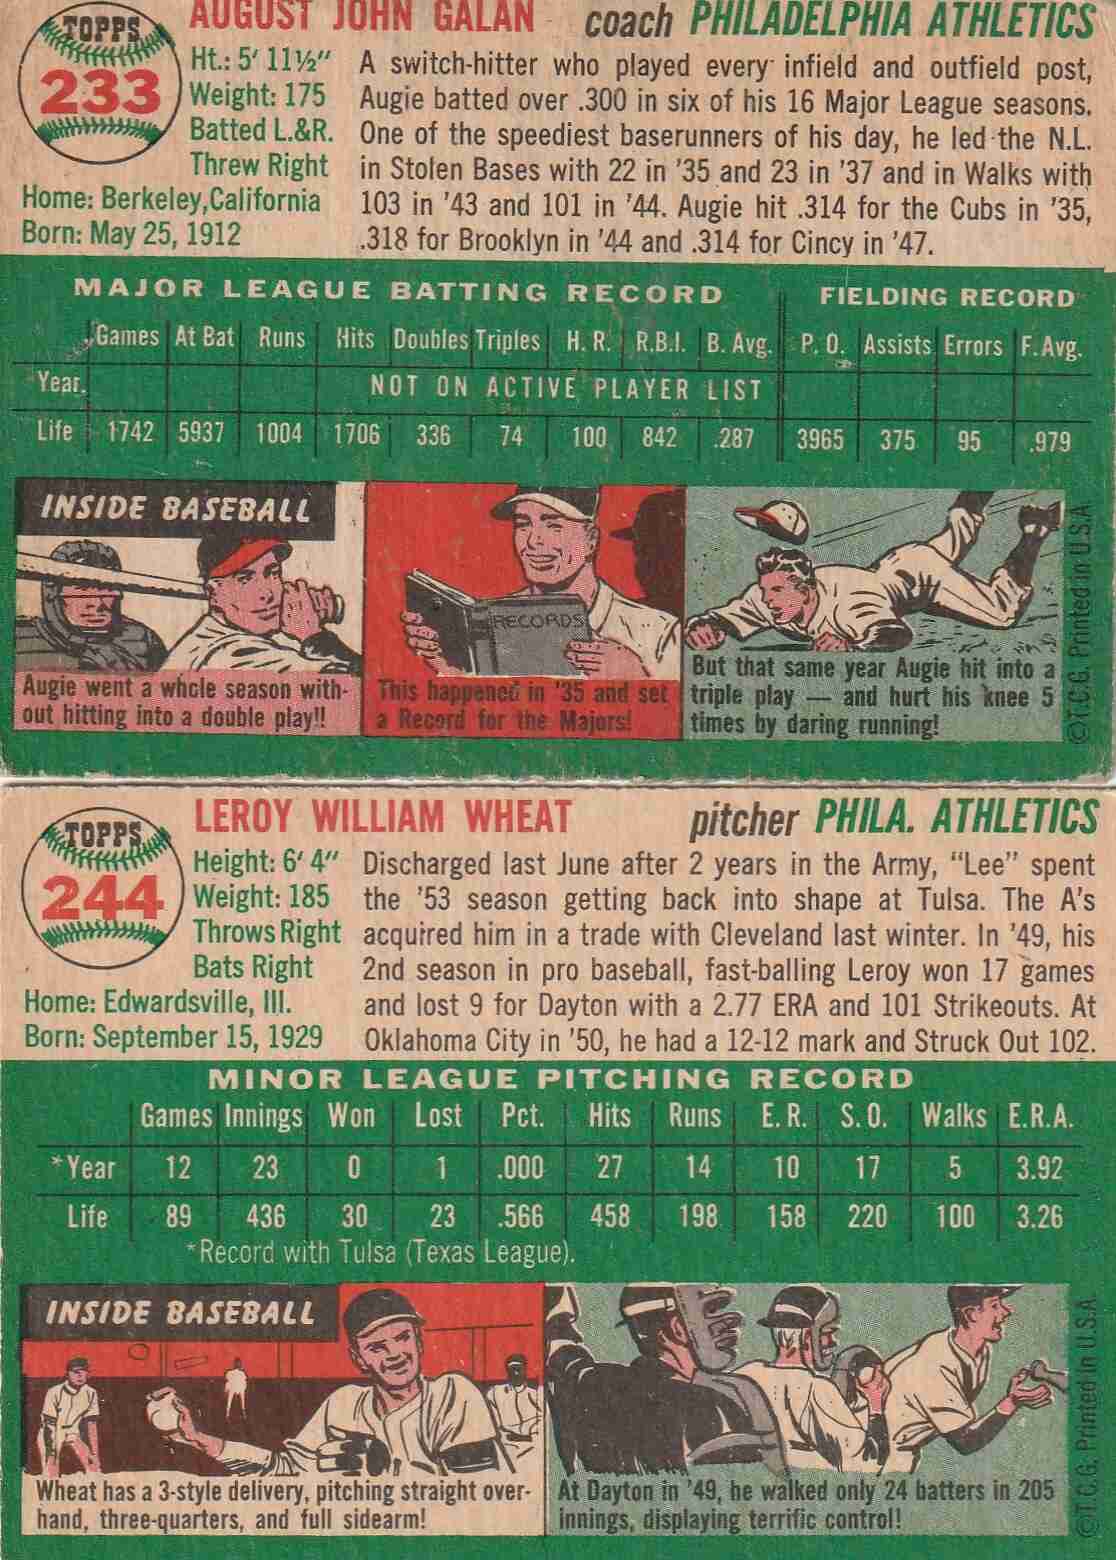 TOPPS
233
AUGUST JOHN GALAN
coach PHILADELPHIA ATHLETICS
Ht.: 5' 11½"
Weight: 175
Batted L.&R.
Threw Right
Home: Berkeley,California
Born: May 25, 1912
A switch-hitter who played every infield and outfield post,
Augie batted over .300 in six of his 16 Major League seasons.
One of the speediest baserunners of his day, he led the N.L.
in Stolen Bases with 22 in '35 and 23 in '37 and in Walks with
103 in '43 and 101 in '44. Augie hit .314 for the Cubs in '35,
.318 for Brooklyn in '44 and .314 for Cincy in '47.
MAJOR LEAGUE BATTING RECORD FIELDING RECORD
Games At Bat Runs Hits Doubles Triples H. R. R.B.I. B. Avg. P. O. Assists Errors F. Avg.
Year. NOT ON ACTIVE PLAYER LIST
Life 1742 5937 1004 1706 336 74 100 842 .287 3965 375 95 .979
INSIDE BASEBALL
RECORDS
Augie went a whole season with-
out hitting into a double play!!
This happened in '35 and set
a Record for the Majors!
But that same year Augie hit into a
triple play — and hurt his knee 5
times by daring running!
©T.C.G. Printed in U.S.A
TOPPS
244
LEROY WILLIAM WHEAT
pitcher PHILA. ATHLETICS
Height: 6' 4"
Weight: 185
Throws Right
Bats Right
Home: Edwardsville, Ill.
Born: September 15, 1929
Discharged last June after 2 years in the Army, "Lee" spent
the '53 season getting back into shape at Tulsa. The A's
acquired him in a trade with Cleveland last winter. In '49, his
2nd season in pro baseball, fast-balling Leroy won 17 games
and lost 9 for Dayton with a 2.77 ERA and 101 Strikeouts. At
Oklahoma City in '50, he had a 12-12 mark and Struck Out 102.
MINOR LEAGUE PITCHING RECORD
Games Innings Won Lost Pct. Hits Runs E. R. S. O. Walks E.R.A.
*Year 12 23 0 1 .000 27 14 10 17 5 3.92
Life 89 436 30 23 .566 458 198 158 220 100 3.26
*Record with Tulsa (Texas League).
INSIDE BASEBALL
Wheat has a 3-style delivery, pitching straight over-
hand, three-quarters, and full sidearm!
At Dayton in '49, he walked only 24 batters in 205
innings, displaying terrific control!
©T.C.G. Printed in U.S.A